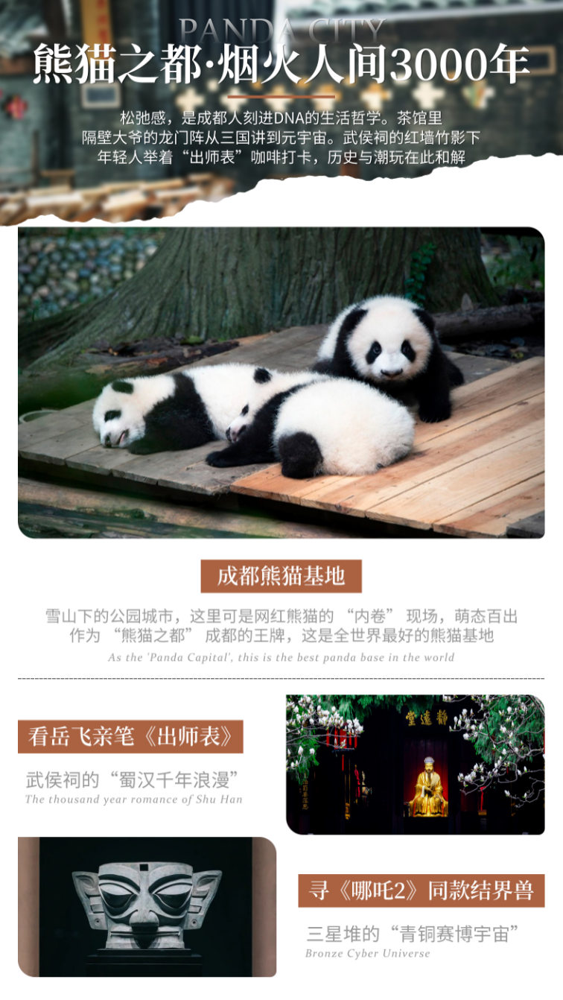 PANDA CITY
熊猫之都·烟火人间3000年
松弛感，是成都人刻进DNA的生活哲学。茶馆里
隔壁大爷的龙门阵从三国讲到元宇宙。武侯祠的红墙竹影下
年轻人举着“出师表”咖啡打卡，历史与潮玩在此和解
成都熊猫基地
雪山下的公园城市，这里可是网红熊猫的 “内卷” 现场，萌态百出
作为 “熊猫之都” 成都的王牌，这是全世界最好的熊猫基地
As the 'Panda Capital', this is the best panda base in the world
看岳飞亲笔《出师表》
武侯祠的“蜀汉千年浪漫”
The thousand year romance of Shu Han
堂遠静
寻《哪吒2》同款结界兽
三星堆的“青铜赛博宇宙”
Bronze Cyber Universe